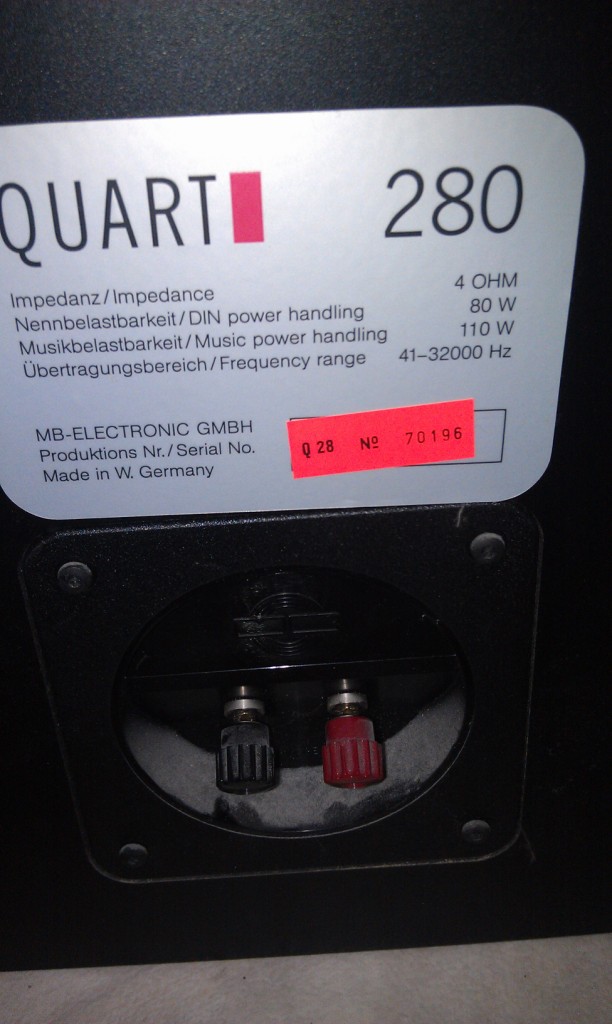 QUART 280
Impedanz/Impedance 4 OHM
Nennbelastbarkeit/DIN power handling 80 W
Musikbelastbarkeit/Music power handling 110 W
Übertragungsbereich/Frequency range 41–32000 Hz
MB-ELECTRONIC GMBH
Produktions Nr./Serial No. Q 28 Nº 70196
Made in W. Germany